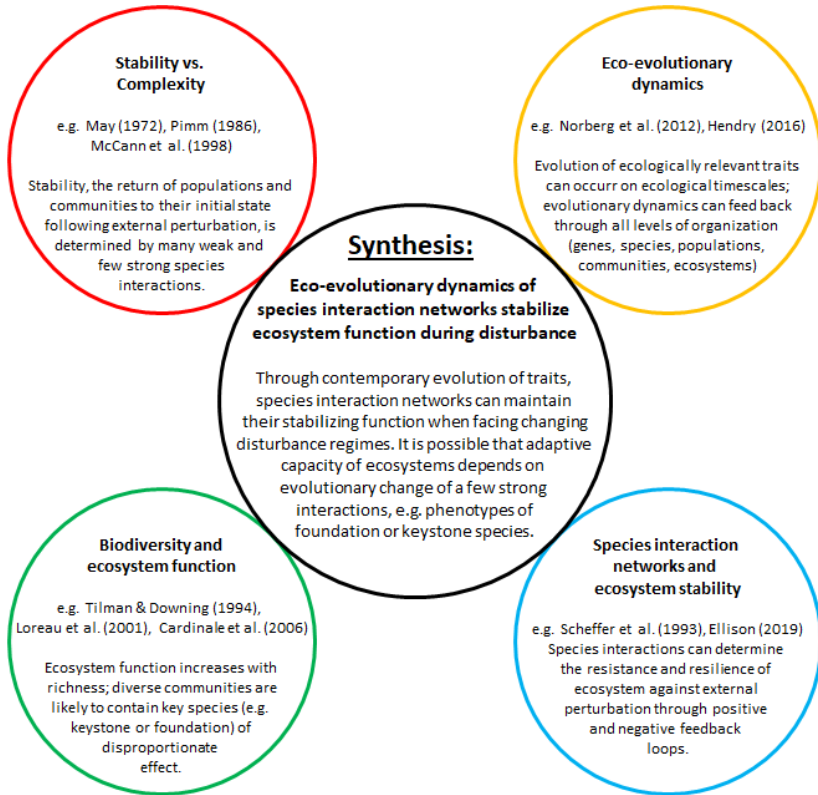 Stability vs.
Complexity
e.g. May (1972), Pimm (1986),
McCann et al. (1998)
Stability, the return of populations and
communities to their initial state
following external perturbation, is
determined by many weak and
few strong species
interactions.
Eco-evolutionary
dynamics
e.g. Norberg et al. (2012), Hendry (2016)
Evolution of ecologically relevant traits
can occur on ecological timescales;
evolutionary dynamics can feed back
through all levels of organization
(genes, species, populations,
communities, ecosystems)
Synthesis:
Eco-evolutionary dynamics of
species interaction networks stabilize
ecosystem function during disturbance
Through contemporary evolution of traits,
species interaction networks can maintain
their stabilizing function when facing changing
disturbance regimes. It is possible that adaptive
capacity of ecosystems depends on
evolutionary change of a few strong
interactions, e.g. phenotypes of
foundation or keystone species.
Biodiversity and
ecosystem function
e.g. Tilman & Downing (1994),
Loreau et al. (2001), Cardinale et al. (2006)
Ecosystem function increases with
richness; diverse communities are
likely to contain key species (e.g.
keystone or foundation) of
disproportionate
effect.
Species interaction
networks and
ecosystem stability
e.g. Scheffer et al. (1993), Ellison (2019)
Species interactions can determine
the resistance and resilience of
ecosystem against external
perturbation through positive
and negative feedback
loops.